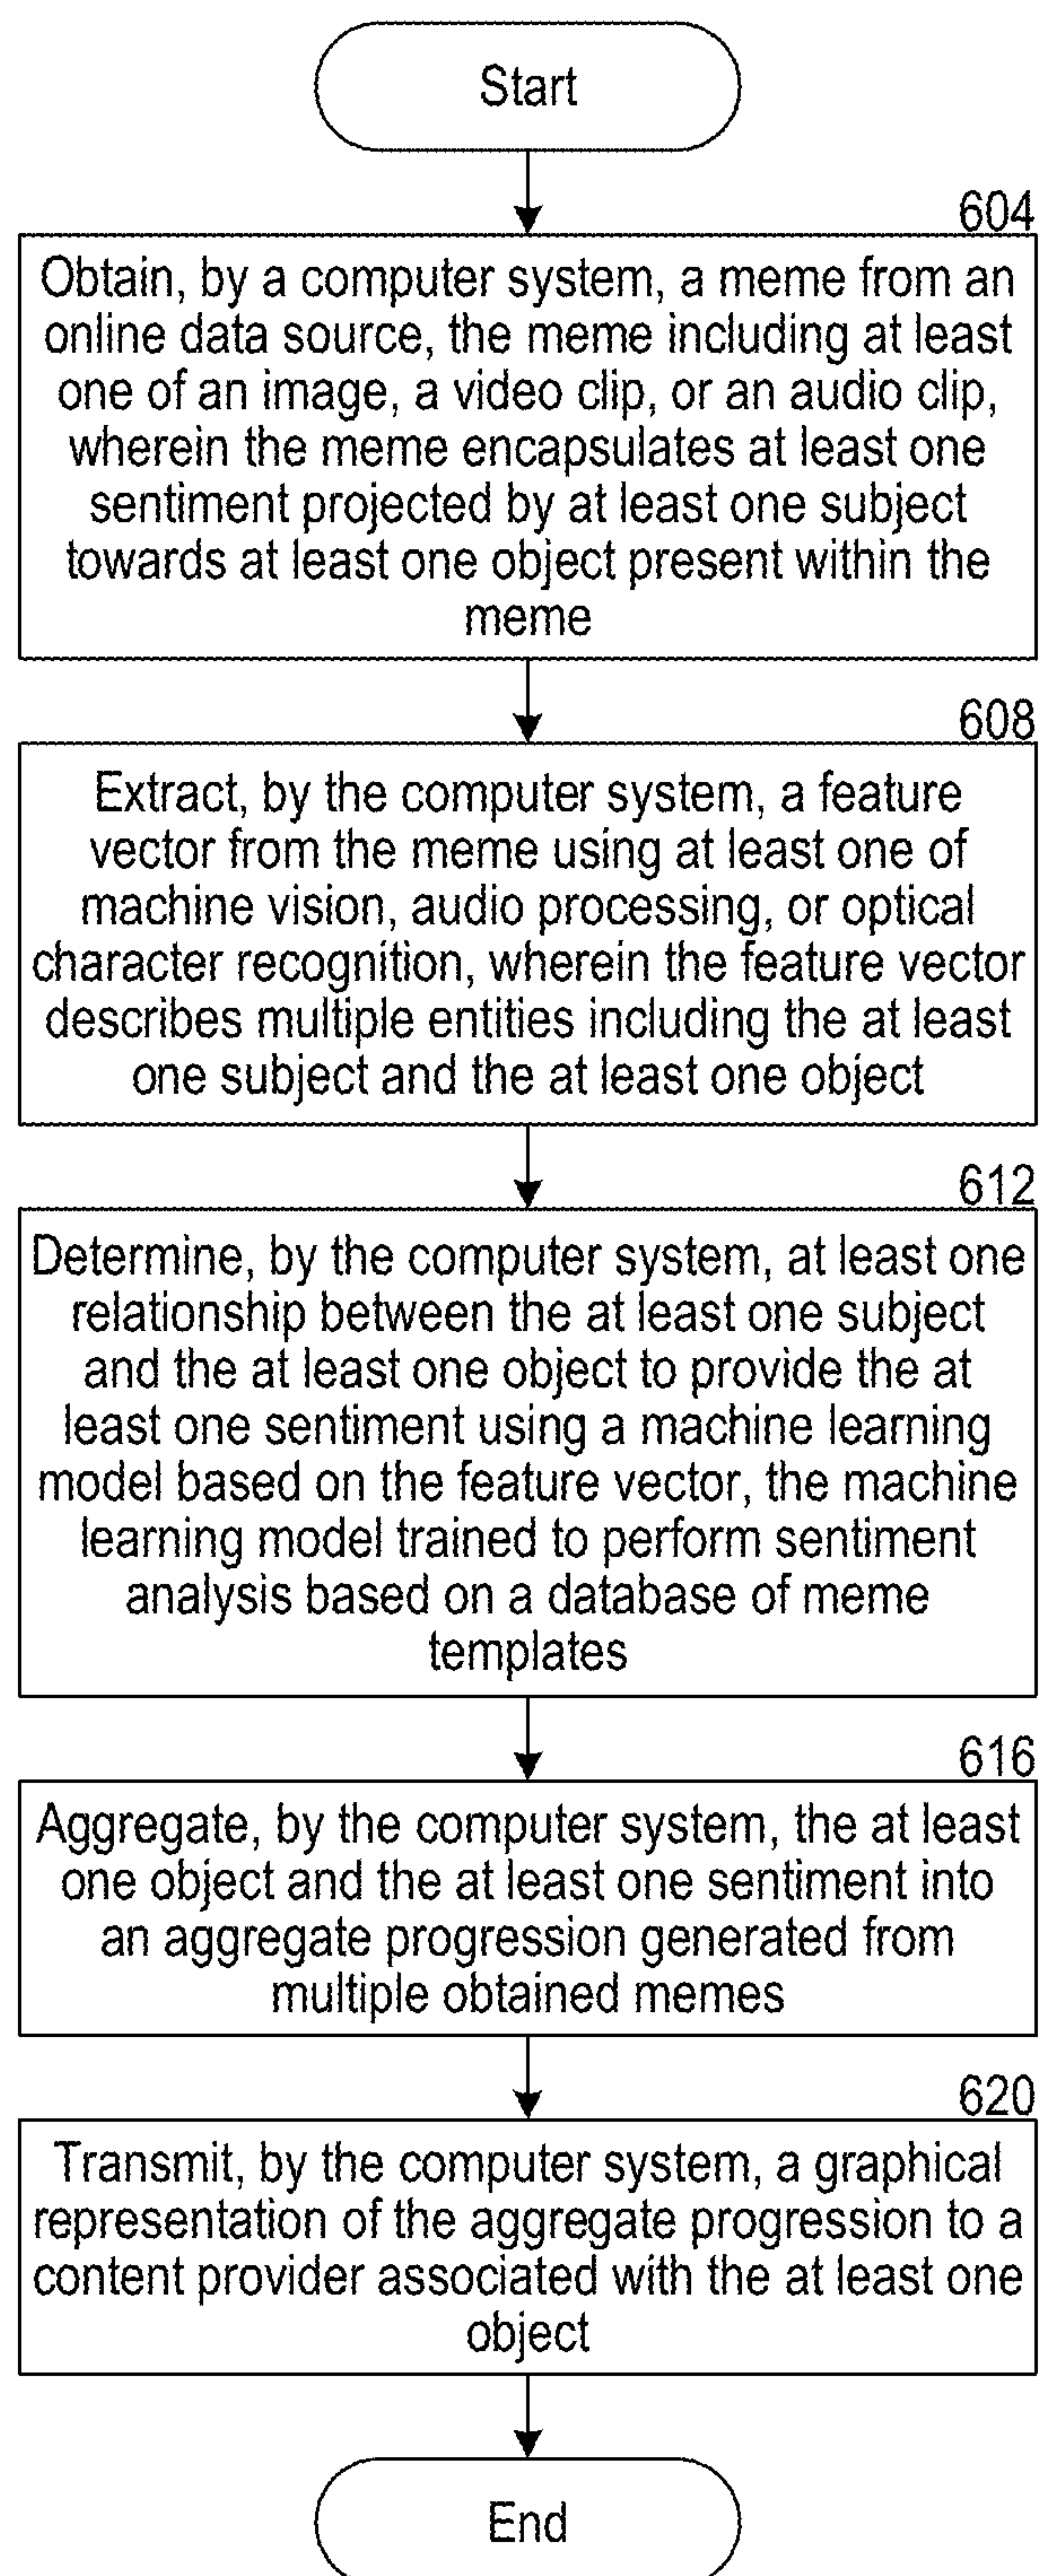 Start
604
Obtain, by a computer system, a meme from an
online data source, the meme including at least
one of an image, a video clip, or an audio clip,
wherein the meme encapsulates at least one
sentiment projected by at least one subject
towards at least one object present within the
meme
608
Extract, by the computer system, a feature
vector from the meme using at least one of
machine vision, audio processing, or optical
character recognition, wherein the feature vector
describes multiple entities including the at least
one subject and the at least one object
612
Determine, by the computer system, at least one
relationship between the at least one subject
and the at least one object to provide the at
least one sentiment using a machine learning
model based on the feature vector, the machine
learning model trained to perform sentiment
analysis based on a database of meme
templates
616
Aggregate, by the computer system, the at least
one object and the at least one sentiment into
an aggregate progression generated from
multiple obtained memes
620
Transmit, by the computer system, a graphical
representation of the aggregate progression to a
content provider associated with the at least one
object
End